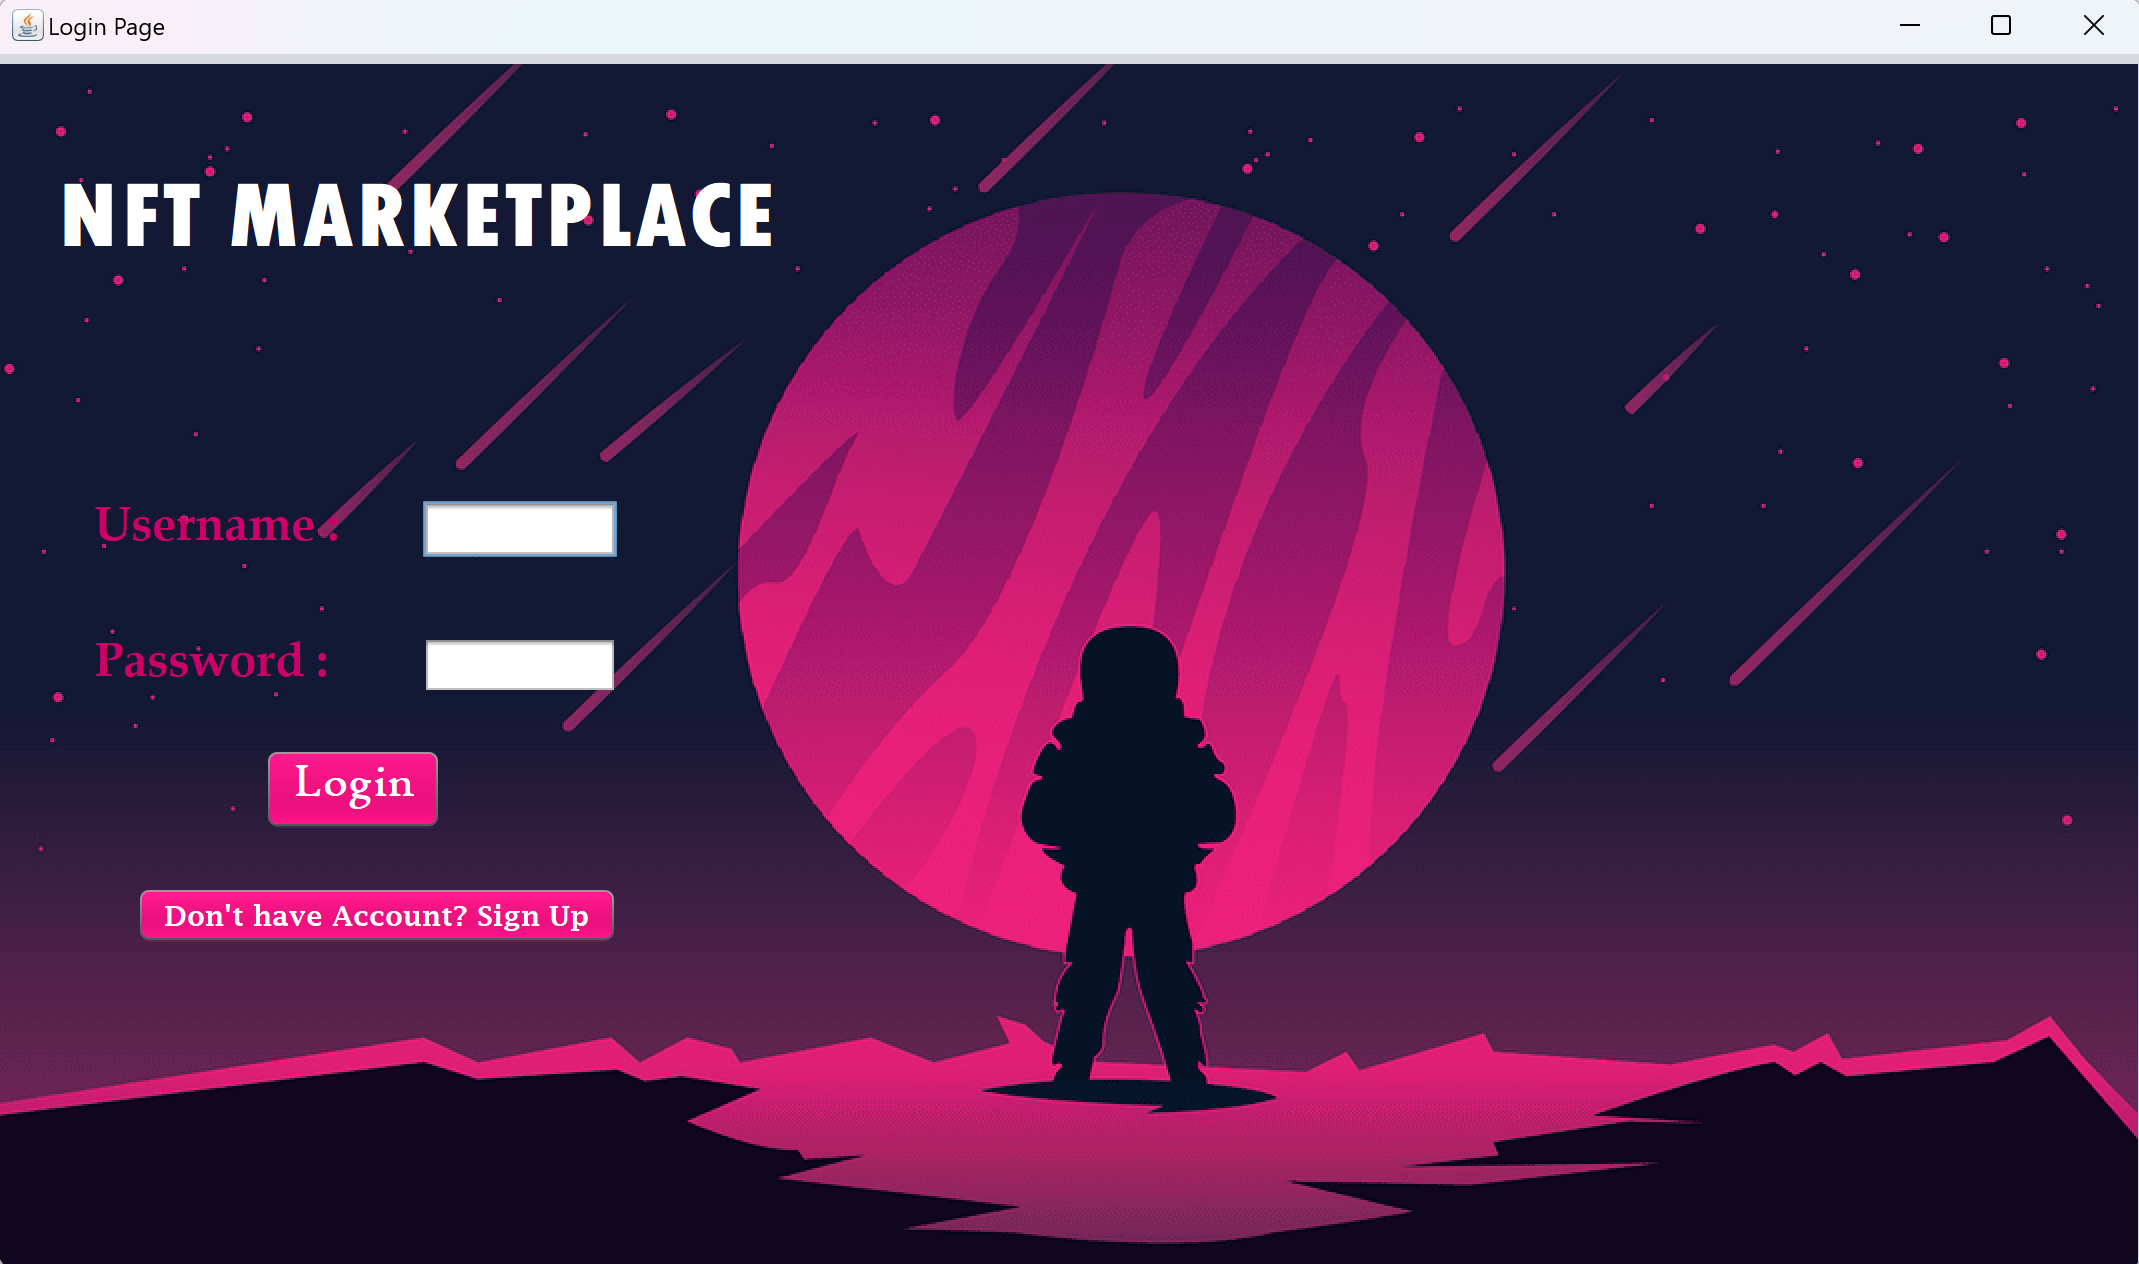 Login Page
NFT MARKETPLACE
Username :
Password :
Login
Don't have Account? Sign Up